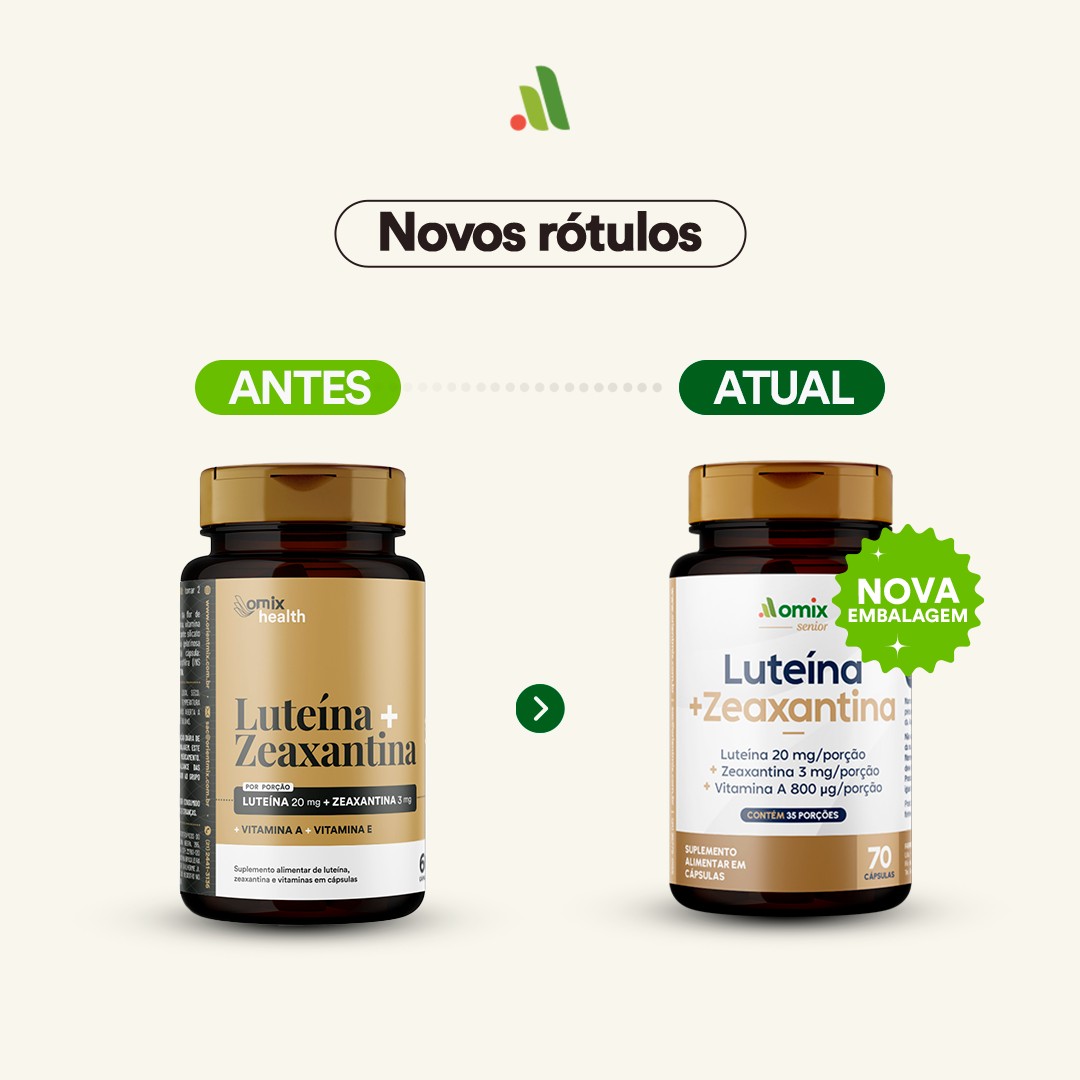 Novos rótulos
ANTES
ATUAL
omix
health
Luteína +
Zeaxantina
POR PORÇÃO
LUTEÍNA 20 mg + ZEAXANTINA 3 mg
+ VITAMINA A + VITAMINA E
Suplemento alimentar de luteína,
zeaxantina e vitaminas em cápsulas
omix
senior
Luteína
+Zeaxantina
Luteína 20 mg/porção
+ Zeaxantina 3 mg/porção
+ Vitamina A 800 µg/porção
CONTÉM 35 PORÇÕES
SUPLEMENTO
ALIMENTAR EM
CÁPSULAS
70
CÁPSULAS
NOVA
EMBALAGEM